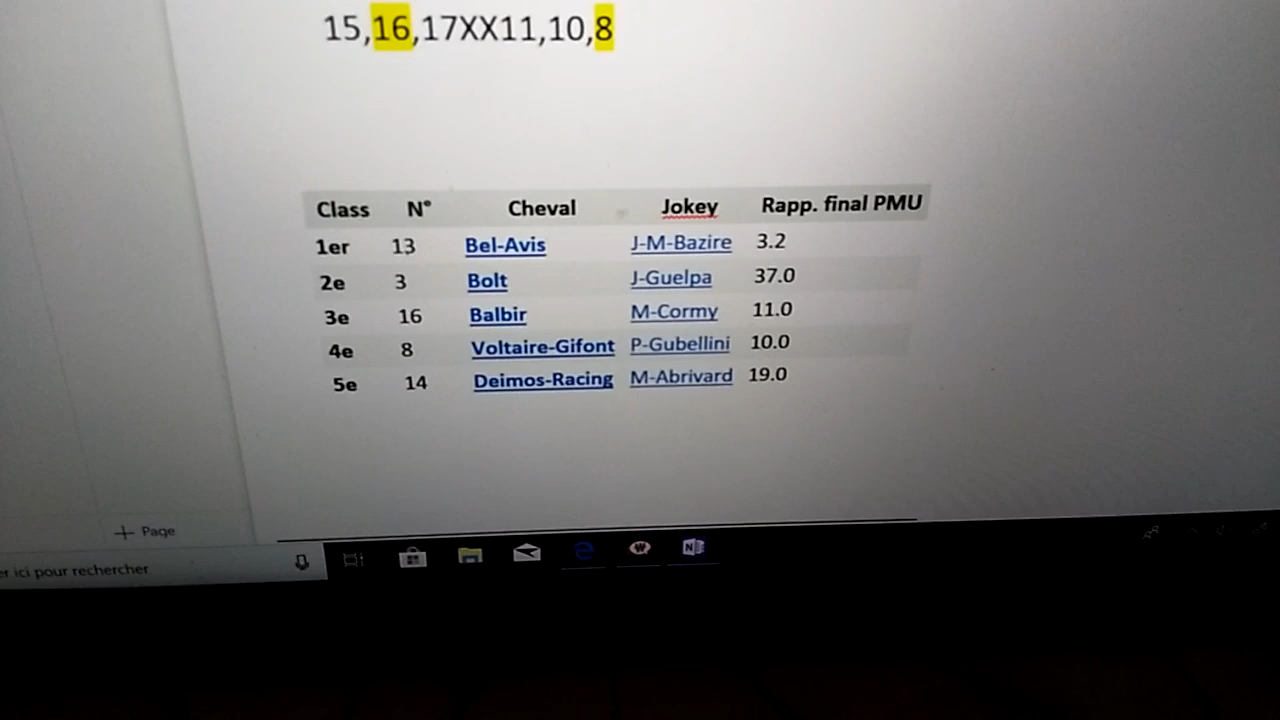 15,16,17XX11,10,8
Class N° Cheval Jokey Rapp. final PMU
1er 13 Bel-Avis J-M-Bazire 3.2
2e 3 Bolt J-Guelpa 37.0
3e 16 Balbir M-Cormy 11.0
4e 8 Voltaire-Gifont P-Gubellini 10.0
5e 14 Deimos-Racing M-Abrivard 19.0
+ Page
er ici pour rechercher
W
N